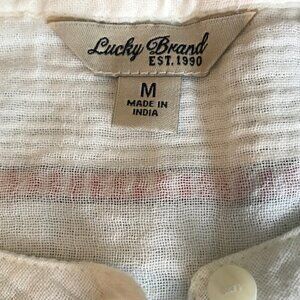 Lucky Brand
EST. 1990
M
MADE IN
INDIA